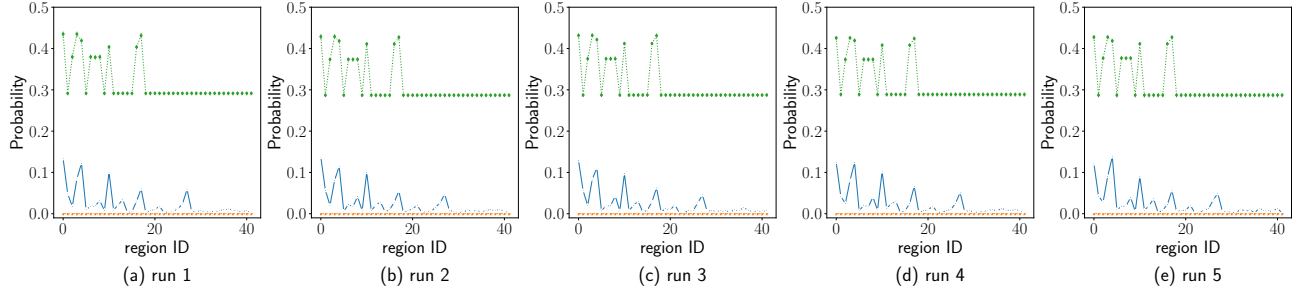 0.5 0.5 0.5 0.5 0.5
0.4 0.4 0.4 0.4 0.4
0.3 0.3 0.3 0.3 0.3
0.2 0.2 0.2 0.2 0.2
0.1 0.1 0.1 0.1 0.1
0.0 0.0 0.0 0.0 0.0
Probability Probability Probability Probability Probability
0 20 40 0 20 40 0 20 40 0 20 40 0 20 40
region ID region ID region ID region ID region ID
(a) run 1 (b) run 2 (c) run 3 (d) run 4 (e) run 5